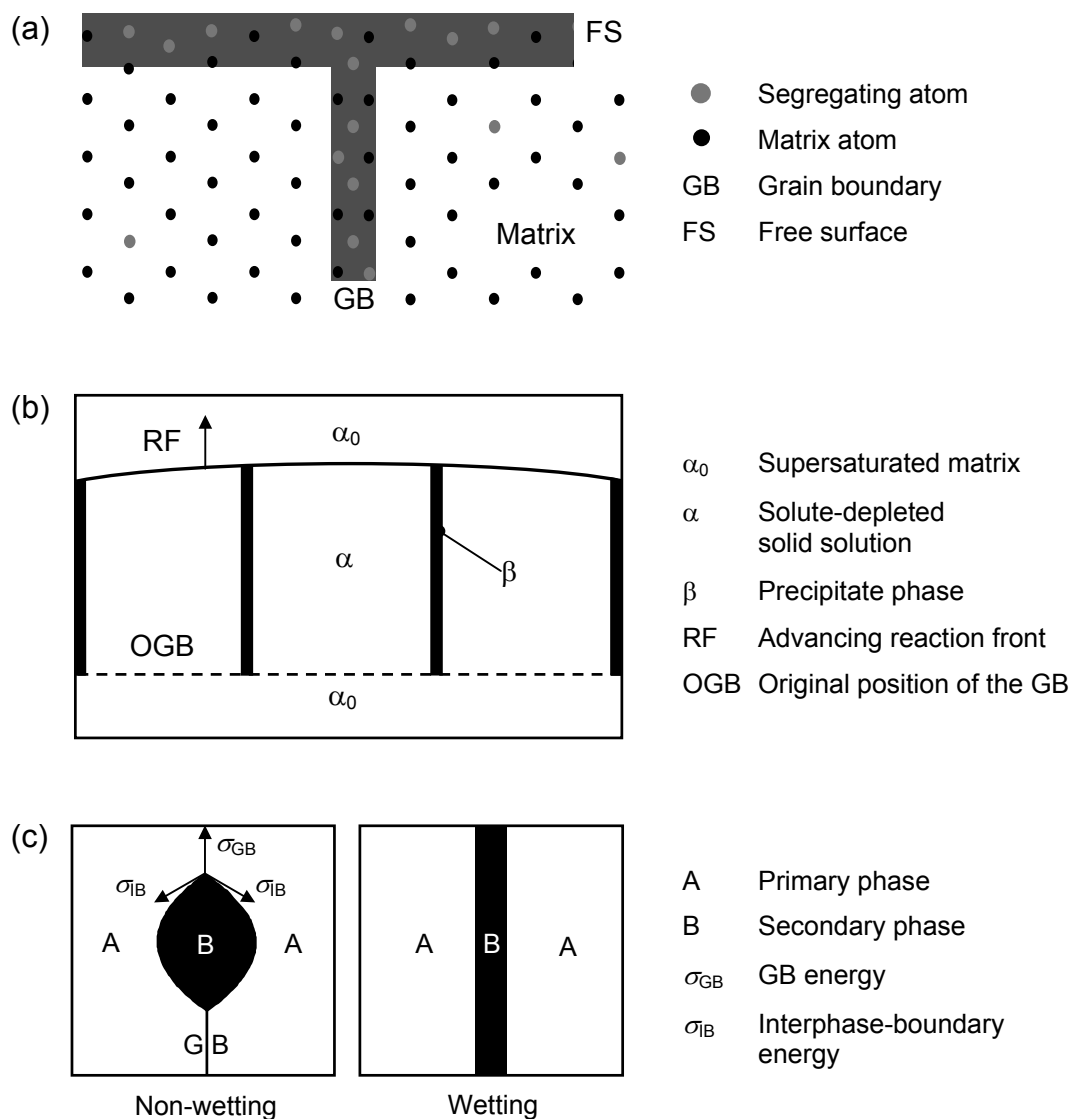 (a)
FS
Segregating atom
Matrix atom
GB Grain boundary
FS Free surface
Matrix
GB
(b)
RF
α0
α
β
OGB
α0
α0 Supersaturated matrix
α Solute-depleted
solid solution
β Precipitate phase
RF Advancing reaction front
OGB Original position of the GB
(c)
σGB
σIB σIB
A B A
G B
Non-wetting
A B A
Wetting
A Primary phase
B Secondary phase
σGB GB energy
σIB Interphase-boundary
energy